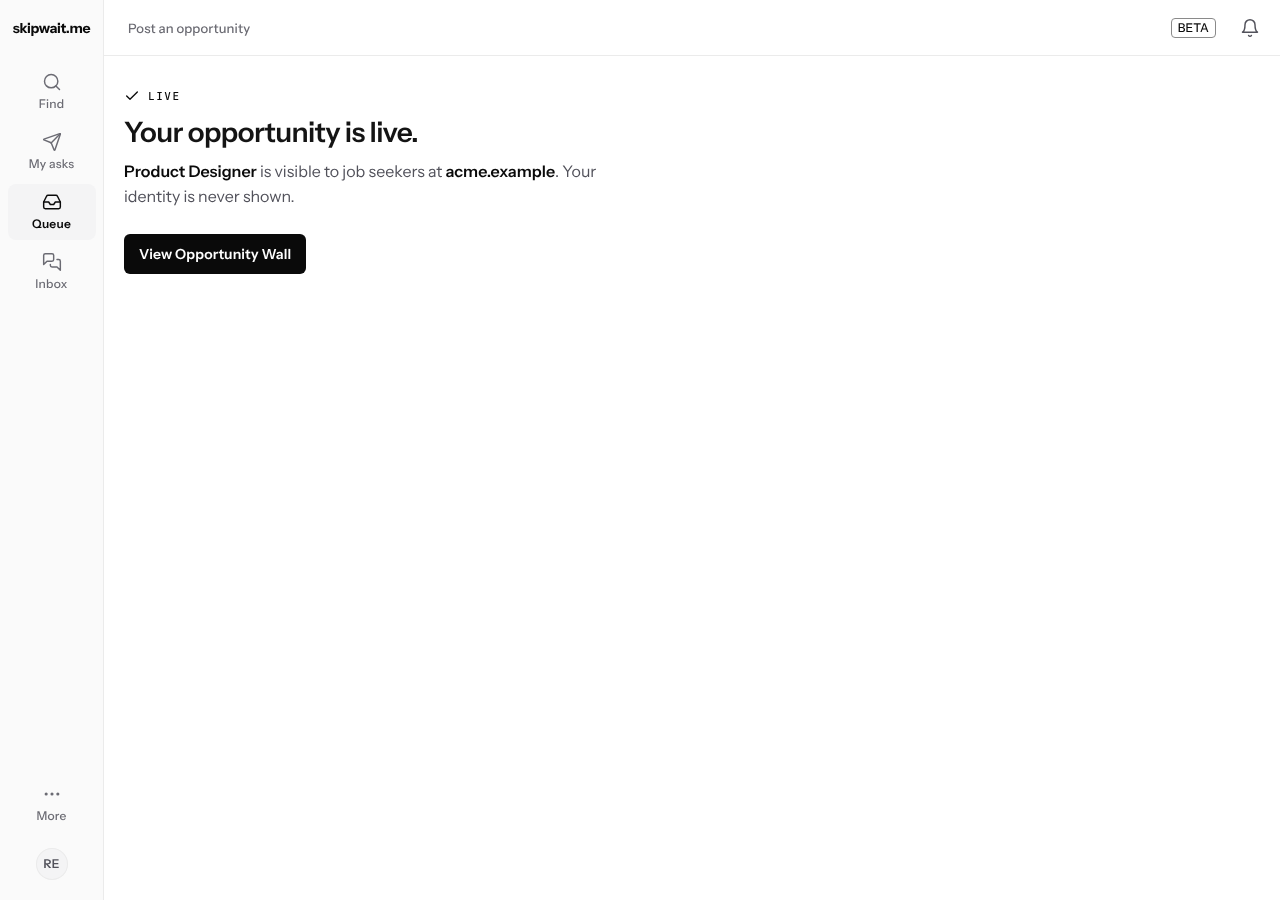 skipwait.me
Post an opportunity
BETA
Find
My asks
Queue
Inbox
LIVE
Your opportunity is live.
Product Designer is visible to job seekers at acme.example. Your
identity is never shown.
View Opportunity Wall
More
RE